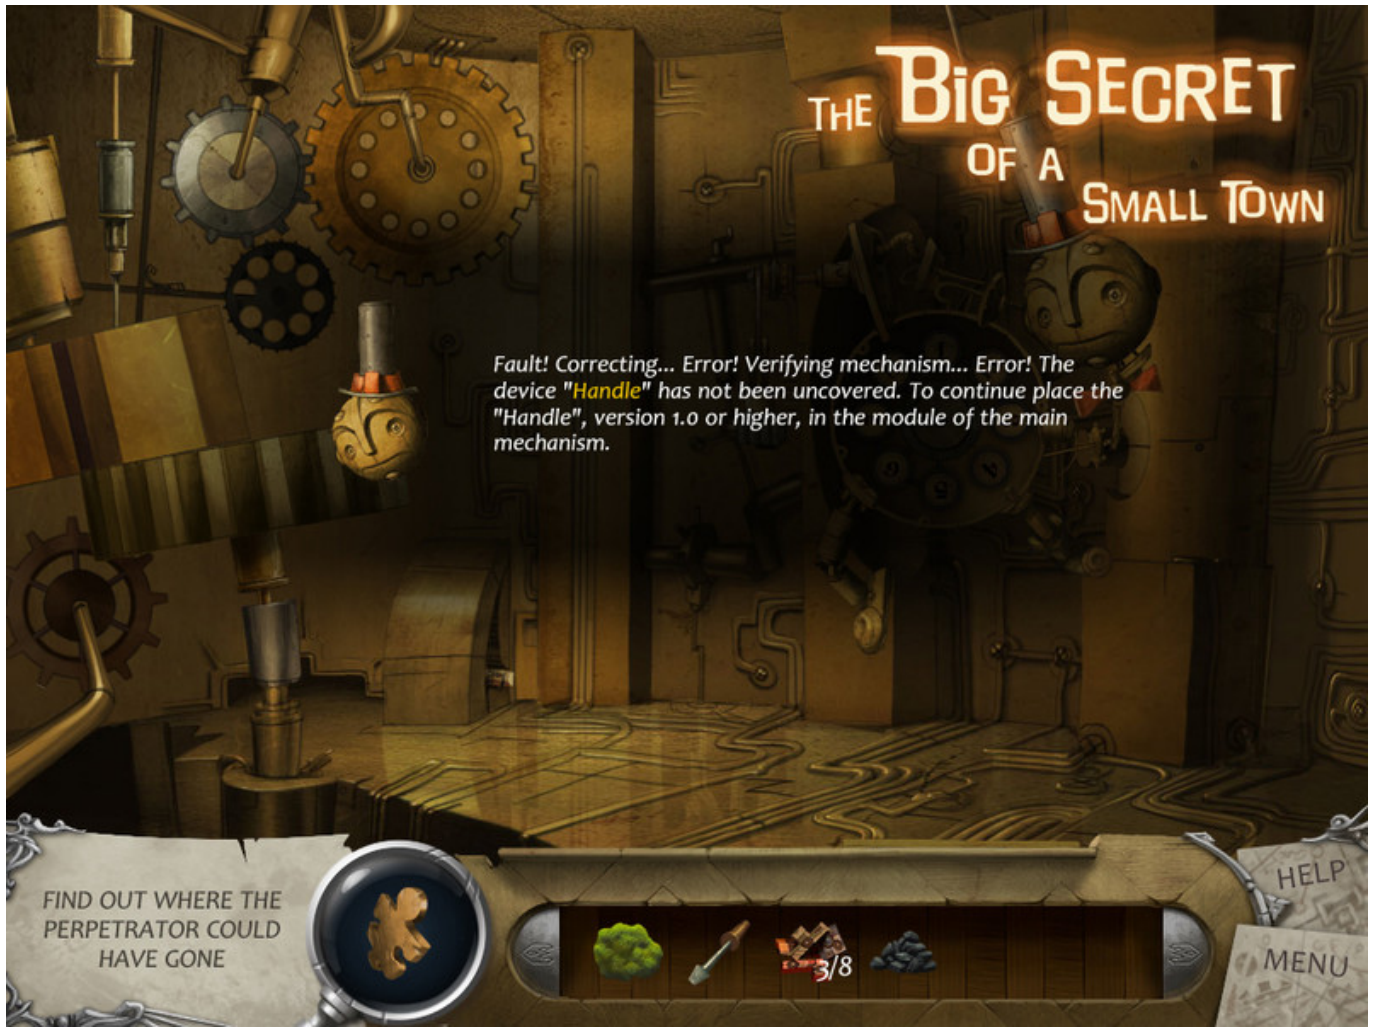 THE BIG SECRET
OF A
SMALL TOWN
Fault! Correcting... Error! Verifying mechanism... Error! The
device "Handle" has not been uncovered. To continue place the
"Handle", version 1.0 or higher, in the module of the main
mechanism.
FIND OUT WHERE THE
PERPETRATOR COULD
HAVE GONE
3/8
HELP
MENU